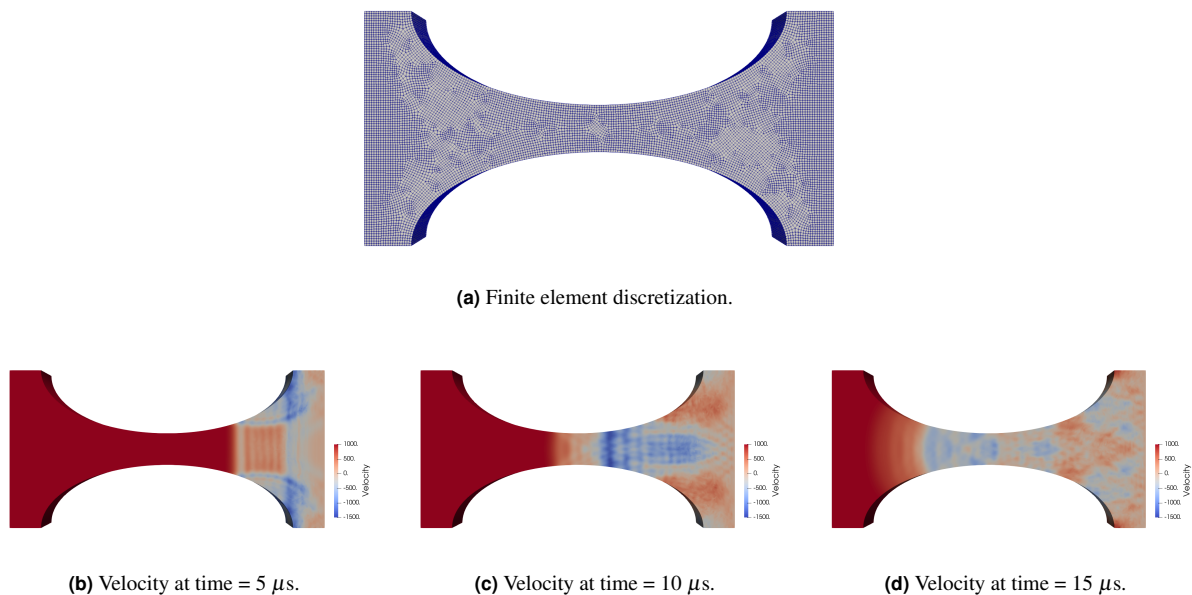 (a) Finite element discretization.
1000.
500.
0.
-500.
-1000.
-1500.
Velocity
1000.
500.
0.
-500.
-1000.
-1500.
Velocity
1000.
500.
0.
-500.
-1000.
-1500.
Velocity
(b) Velocity at time = 5 μs.
(c) Velocity at time = 10 μs.
(d) Velocity at time = 15 μs.